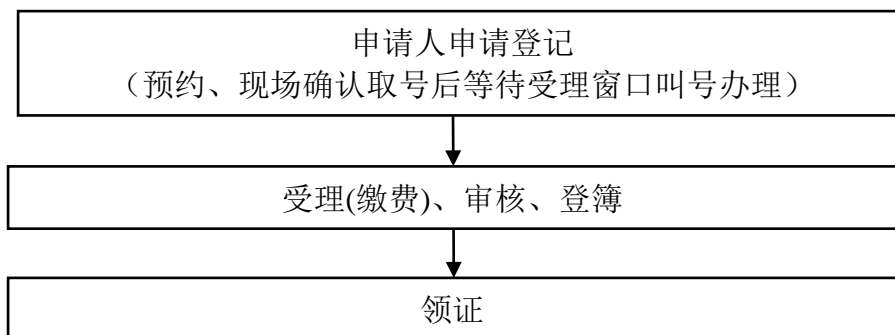 申请人申请登记
（预约、现场确认取号后等待受理窗口叫号办理）
受理(缴费)、审核、登簿
领证